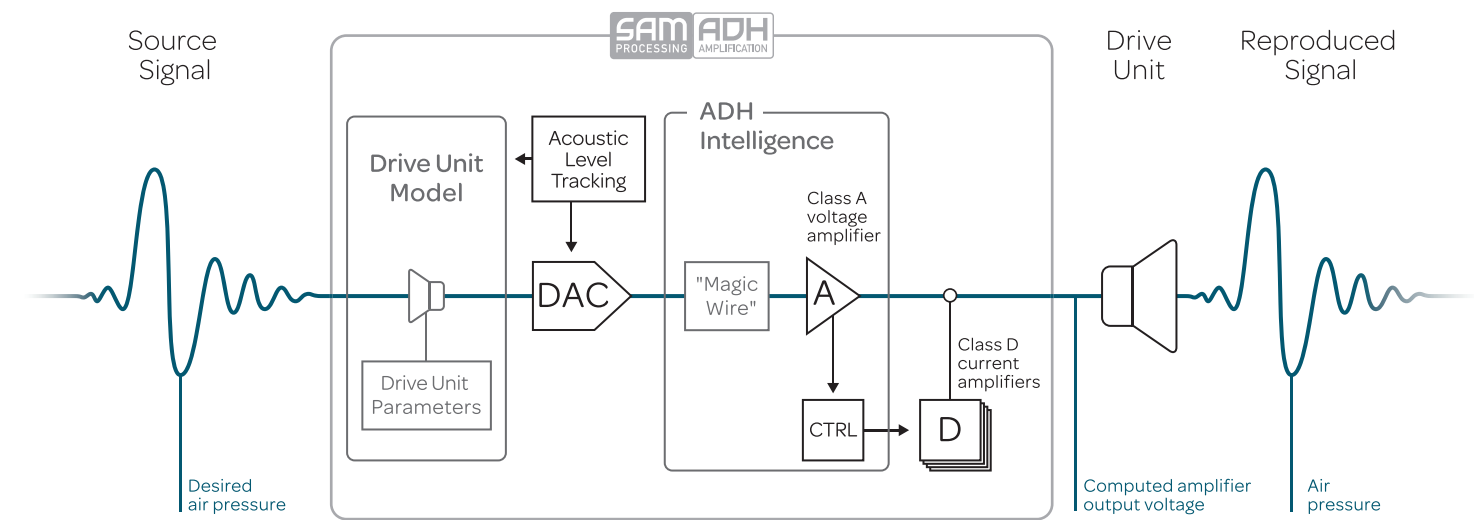 SAM ADH
PROCESSING AMPLIFICATION
Source
Signal
Drive Unit
Model
Drive Unit
Parameters
Acoustic
Level
Tracking
DAC
ADH
Intelligence
"Magic
Wire"
Class A
voltage
amplifier
A
CTRL
Class D
current
amplifiers
D
Drive
Unit
Reproduced
Signal
Desired
air pressure
Computed amplifier
output voltage
Air
pressure